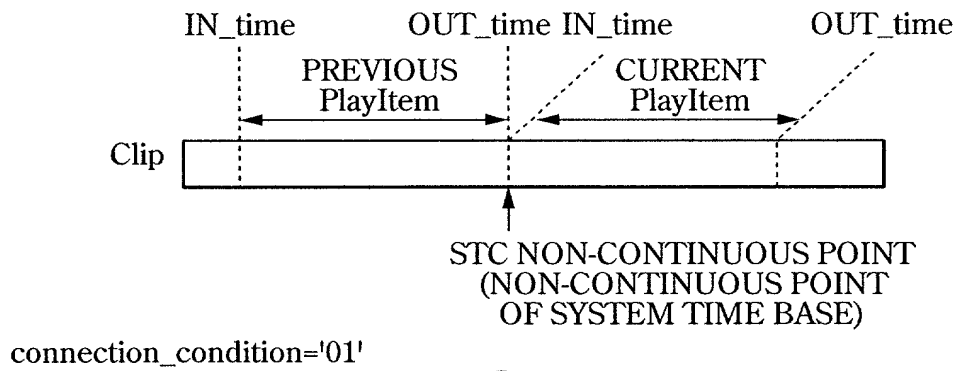 IN_time OUT_time IN_time OUT_time
PREVIOUS
PlayItem
CURRENT
PlayItem
Clip
STC NON-CONTINUOUS POINT
(NON-CONTINUOUS POINT
OF SYSTEM TIME BASE)
connection_condition='01'